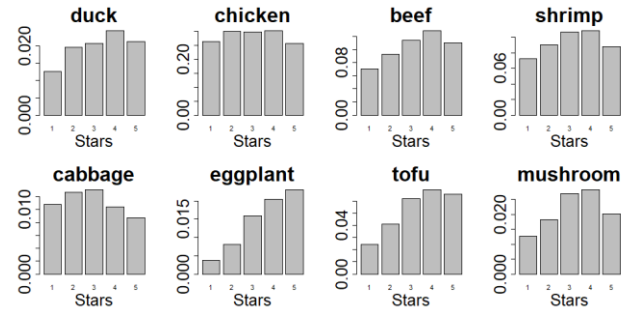 duck
0.000 0.020
1 2 3 4 5
Stars
chicken
0.00 0.20
1 2 3 4 5
Stars
beef
0.00 0.08
1 2 3 4 5
Stars
shrimp
0.00 0.06
1 2 3 4 5
Stars
cabbage
0.000 0.010
1 2 3 4 5
Stars
eggplant
0.000 0.015
1 2 3 4 5
Stars
tofu
0.00 0.04
1 2 3 4 5
Stars
mushroom
0.000 0.020
1 2 3 4 5
Stars